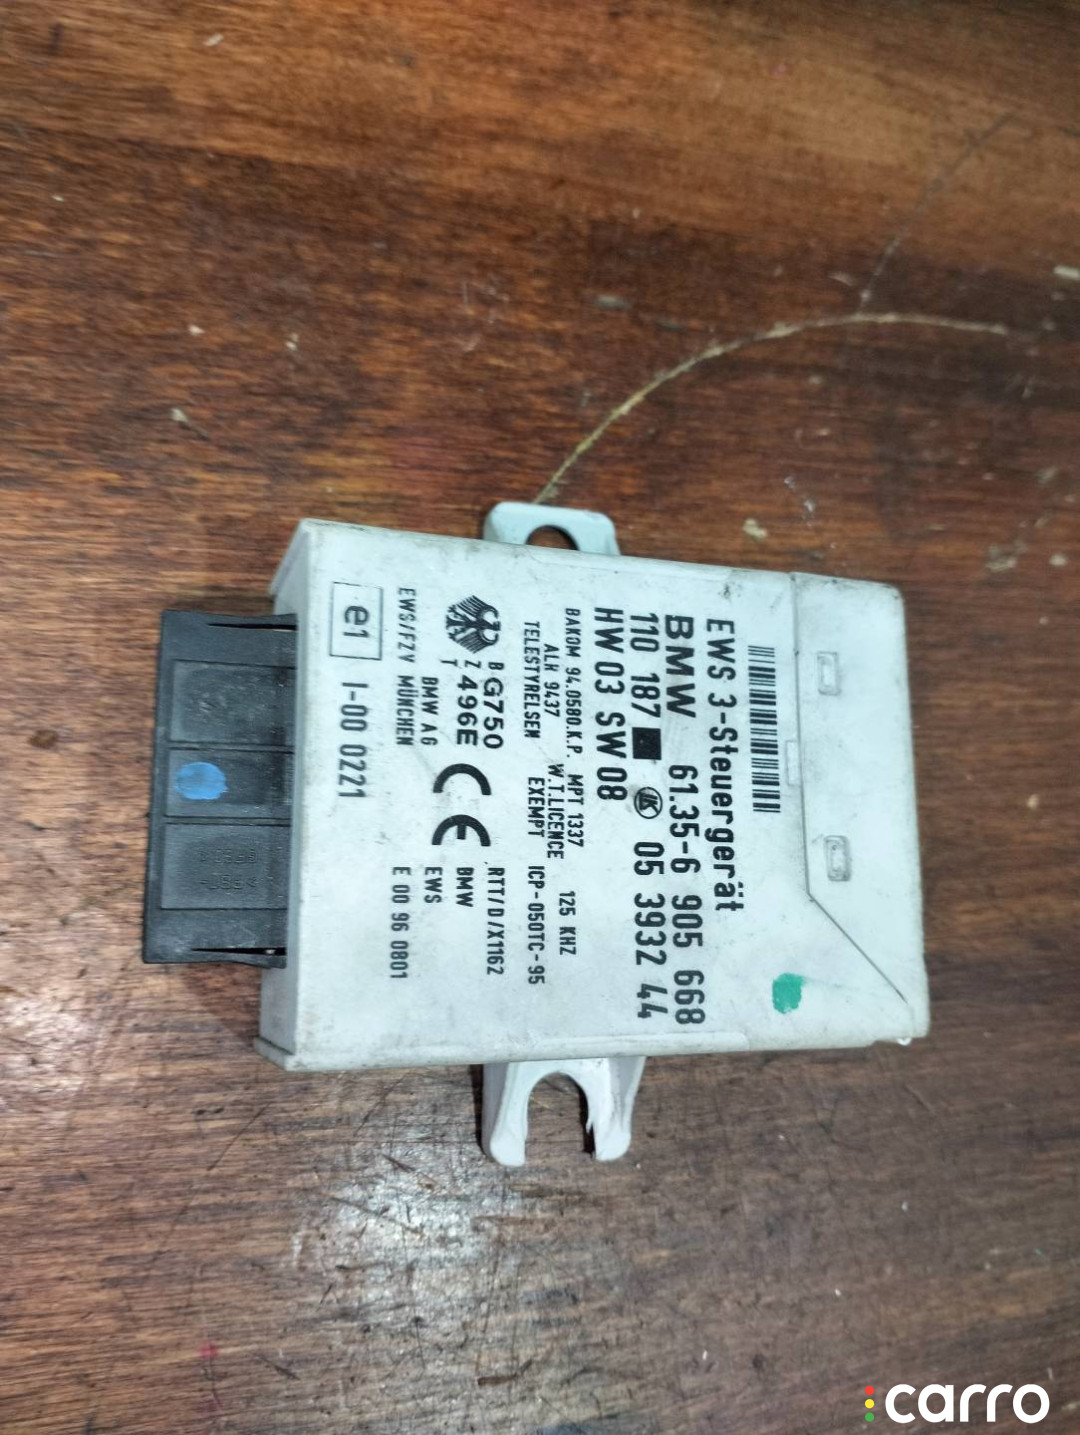 EWS 3-Steuergerät
BMW 61.35-6 905 668
110 187 05 3932 44
HW 03 SW 08
BAKOM 94.0580.K.P. MPT 1337 125 KHZ
ALH 9437 W.T.LICENCE
TELESTYRELSEN EXEMPT ICP-050TC-95
B G750 RTT/D/X1162
Z 496E CE BMW
T
BMW AG EWS
EWS/FZV MÜNCHEN E 00 96 0801
e1 I-00 0221
carro